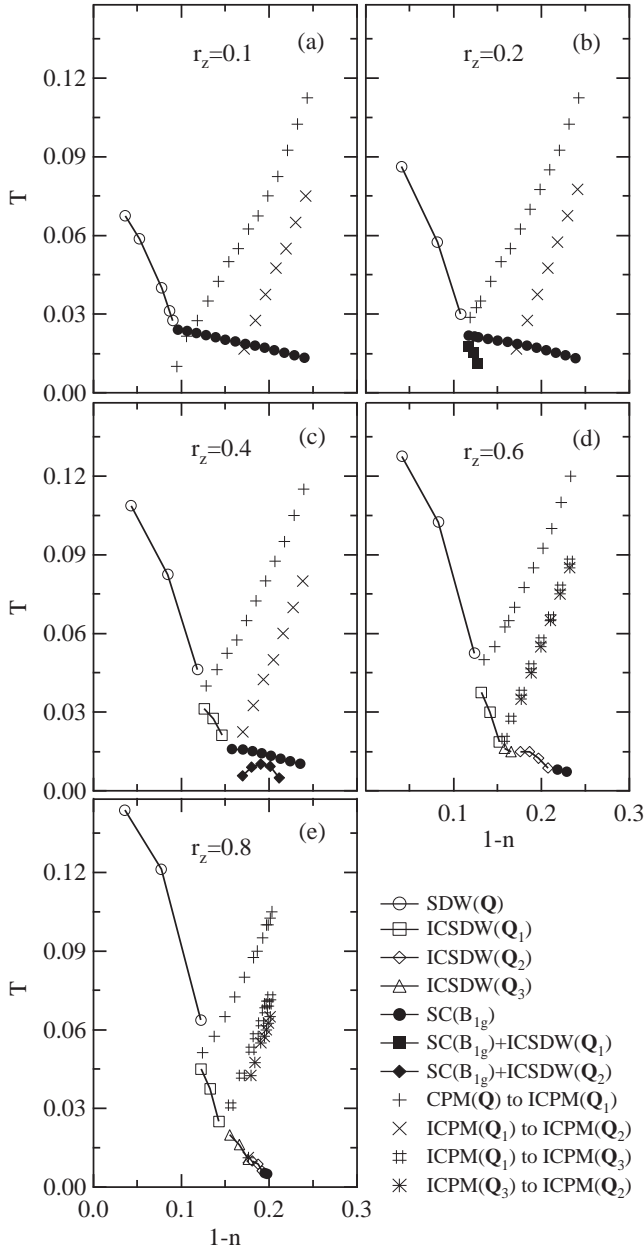 (a)
r_z=0.1
(b)
r_z=0.2
0.12
0.09
T
0.06
0.03
0.00
(c)
r_z=0.4
(d)
r_z=0.6
0.12
0.09
T
0.06
0.03
0.00
0.1 0.2 0.3
1-n
(e)
r_z=0.8
0.12
0.09
T
0.06
0.03
0.00
0.0 0.1 0.2 0.3
1-n
SDW(Q)
ICSDW(Q_1)
ICSDW(Q_2)
ICSDW(Q_3)
SC(B_1g)
SC(B_1g)+ICSDW(Q_1)
SC(B_1g)+ICSDW(Q_2)
CPM(Q) to ICPM(Q_1)
ICPM(Q_1) to ICPM(Q_2)
ICPM(Q_1) to ICPM(Q_3)
ICPM(Q_3) to ICPM(Q_2)